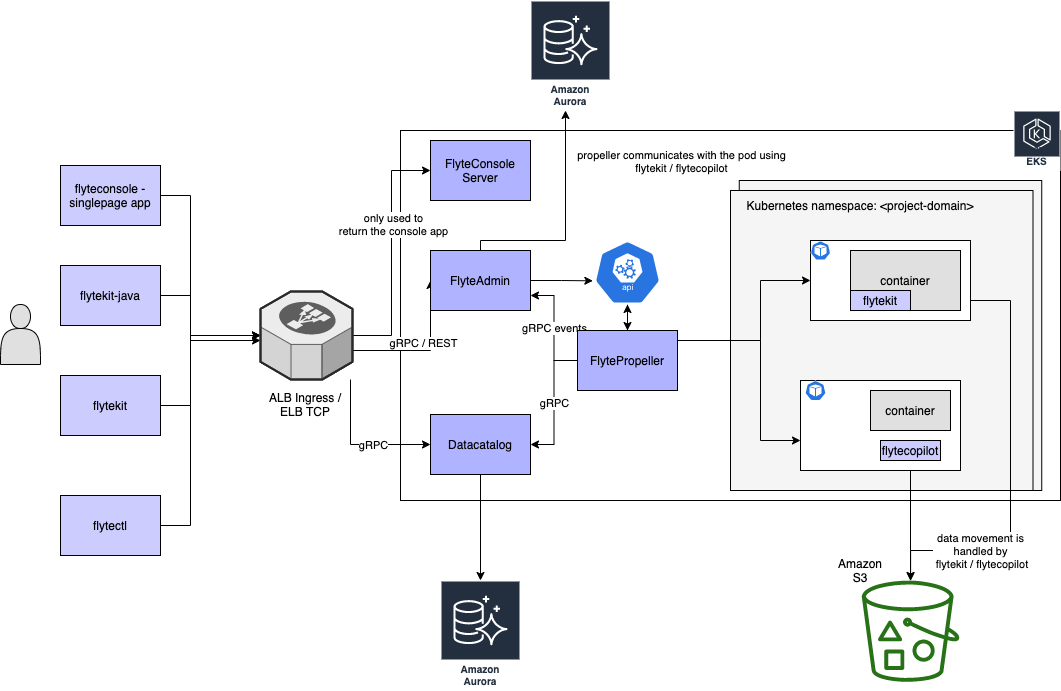 Amazon
Aurora
EKS
propeller communicates with the pod using
flytekit / flytecopilot
FlyteConsole
Server
flyteconsole -
singlepage app
Kubernetes namespace: <project-domain>
only used to
return the console app
FlyteAdmin
api
container
flytekit
flytekit-java
gRPC events
gRPC / REST
FlytePropeller
ALB Ingress /
ELB TCP
flytekit
gRPC
container
gRPC
Datacatalog
flytecopilot
flytectl
data movement is
handled by
flytekit / flytecopilot
Amazon
S3
Amazon
Aurora